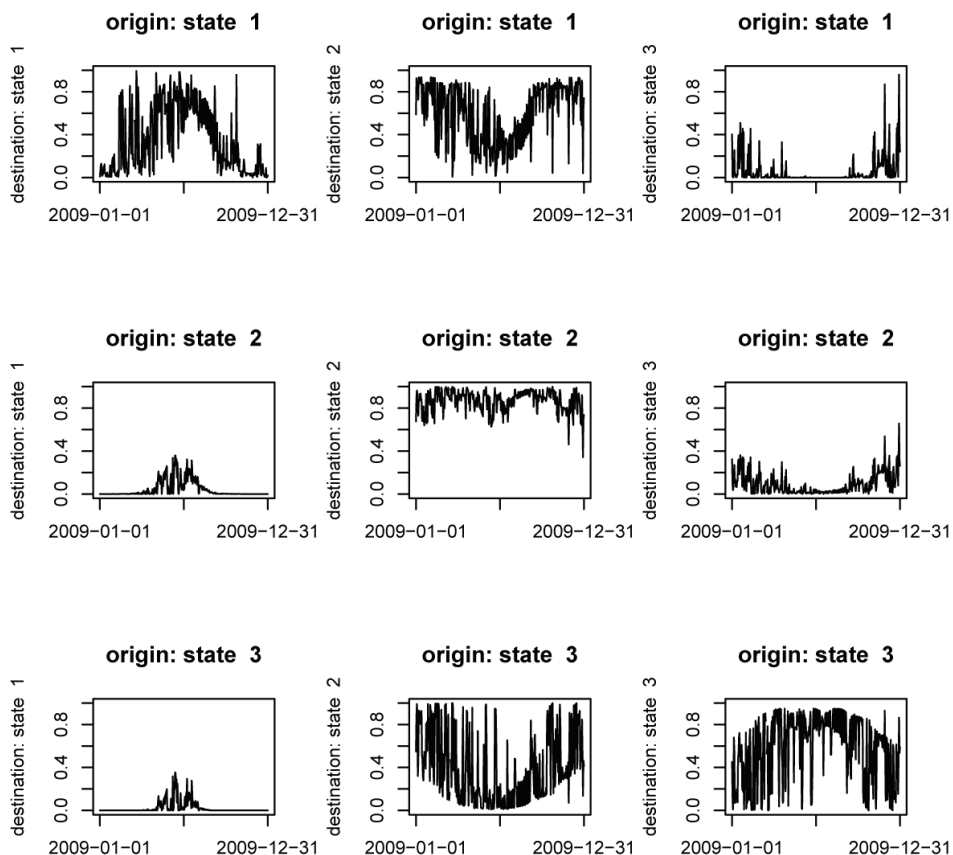 origin: state 1
origin: state 1
origin: state 1
destination: state 1
0.0 0.4 0.8
2009−01−01 2009−12−31
destination: state 2
0.0 0.4 0.8
2009−01−01 2009−12−31
destination: state 3
0.0 0.4 0.8
2009−01−01 2009−12−31
origin: state 2
origin: state 2
origin: state 2
destination: state 1
0.0 0.4 0.8
2009−01−01 2009−12−31
destination: state 2
0.0 0.4 0.8
2009−01−01 2009−12−31
destination: state 3
0.0 0.4 0.8
2009−01−01 2009−12−31
origin: state 3
origin: state 3
origin: state 3
destination: state 1
0.0 0.4 0.8
2009−01−01 2009−12−31
destination: state 2
0.0 0.4 0.8
2009−01−01 2009−12−31
destination: state 3
0.0 0.4 0.8
2009−01−01 2009−12−31